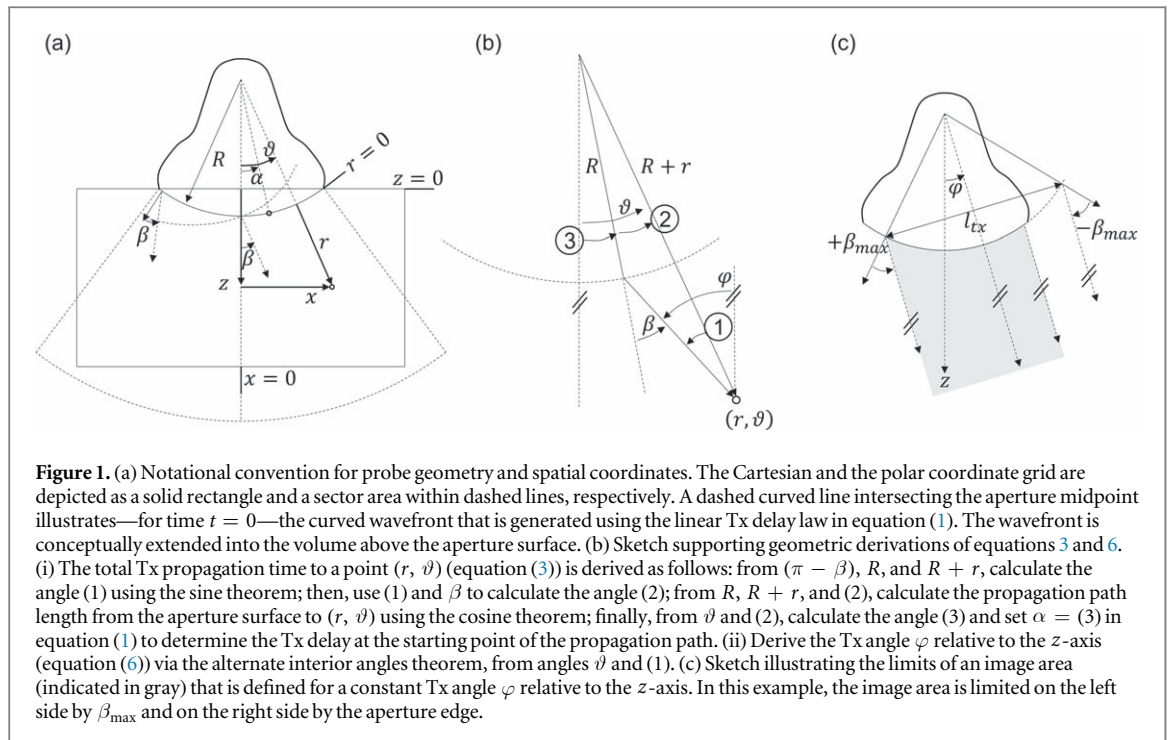 (a)
(b)
(c)
R
ϑ
α
r = 0
z = 0
β
β
r
z
x
x = 0
R
R + r
ϑ
2
3
φ
β
1
(r, ϑ)
φ
l_tx
+β_max
−β_max
z
Figure 1. (a) Notational convention for probe geometry and spatial coordinates. The Cartesian and the polar coordinate grid are
depicted as a solid rectangle and a sector area within dashed lines, respectively. A dashed curved line intersecting the aperture midpoint
illustrates—for time t = 0—the curved wavefront that is generated using the linear Tx delay law in equation (1). The wavefront is
conceptually extended into the volume above the aperture surface. (b) Sketch supporting geometric derivations of equations 3 and 6.
(i) The total Tx propagation time to a point (r, ϑ) (equation (3)) is derived as follows: from (π − β), R, and R + r, calculate the
angle (1) using the sine theorem; then, use (1) and β to calculate the angle (2); from R, R + r, and (2), calculate the propagation path
length from the aperture surface to (r, ϑ) using the cosine theorem; finally, from ϑ and (2), calculate the angle (3) and set α = (3) in
equation (1) to determine the Tx delay at the starting point of the propagation path. (ii) Derive the Tx angle φ relative to the z-axis
(equation (6)) via the alternate interior angles theorem, from angles ϑ and (1). (c) Sketch illustrating the limits of an image area
(indicated in gray) that is defined for a constant Tx angle φ relative to the z-axis. In this example, the image area is limited on the left
side by β_max and on the right side by the aperture edge.